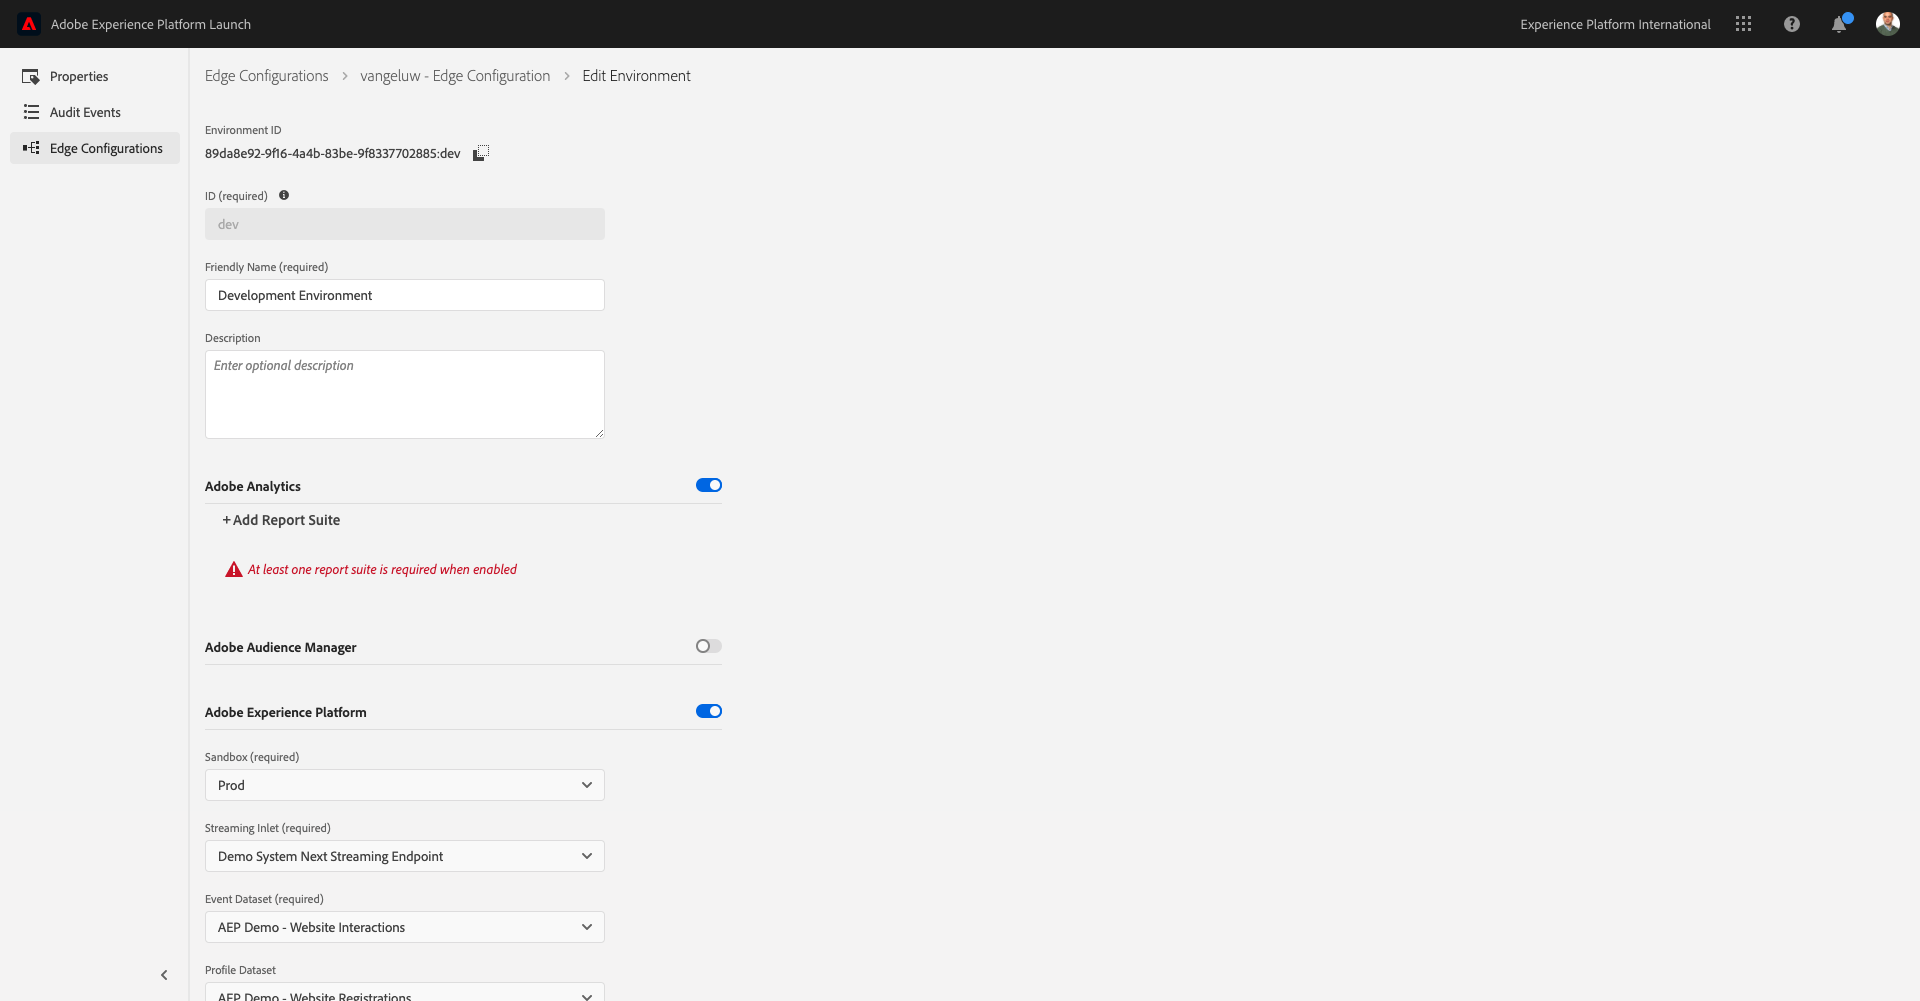 Adobe Experience Platform Launch
Experience Platform International
Properties
Audit Events
Edge Configurations
Edge Configurations > vangeluw - Edge Configuration > Edit Environment
Environment ID
89da8e92-9f16-4a4b-83be-9f8337702885:dev
ID (required)
dev
Friendly Name (required)
Development Environment
Description
Enter optional description
Adobe Analytics
+ Add Report Suite
At least one report suite is required when enabled
Adobe Audience Manager
Adobe Experience Platform
Sandbox (required)
Prod
Streaming Inlet (required)
Demo System Next Streaming Endpoint
Event Dataset (required)
AEP Demo - Website Interactions
Profile Dataset
AEP Demo - Website Registrations